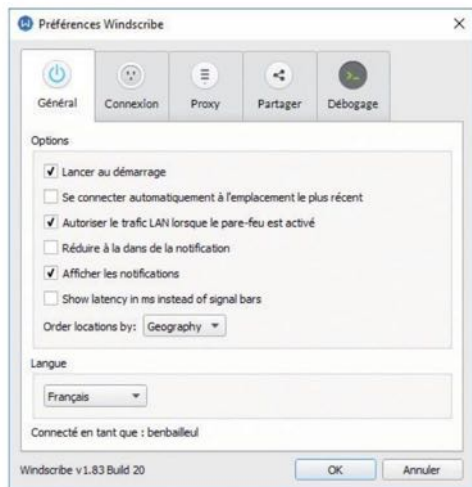 Préférences Windscribe
Général Connexion Proxy Partager Débogage
Options
Lancer au démarrage
Se connecter automatiquement à l'emplacement le plus récent
Autoriser le trafic LAN lorsque le pare-feu est activé
Réduire à la dans de la notification
Afficher les notifications
Show latency in ms instead of signal bars
Order locations by: Geography
Langue
Français
Connecté en tant que : benbailleul
Windscribe v1.83 Build 20 OK Annuler